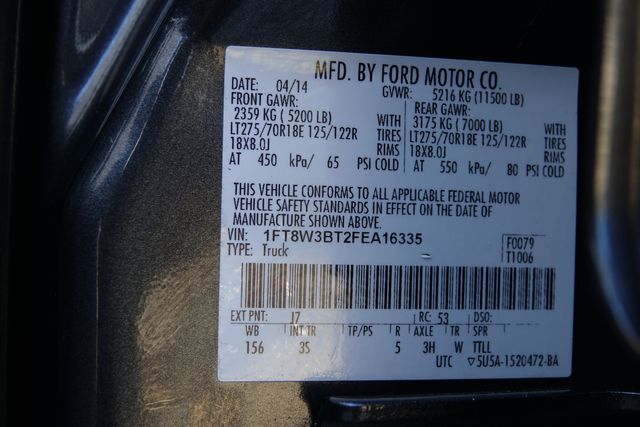 MFD. BY FORD MOTOR CO.
DATE: 04/14 GVWR: 5216 KG (11500 LB)
FRONT GAWR: REAR GAWR:
2359 KG (5200 LB) WITH 3175 KG (7000 LB) WITH
LT275/70R18E 125/122R TIRES LT275/70R18E 125/122R TIRES
18X8.0J RIMS 18X8.0J RIMS
AT 450 kPa/ 65 PSI COLD AT 550 kPa/ 80 PSI COLD
THIS VEHICLE CONFORMS TO ALL APPLICABLE FEDERAL MOTOR
VEHICLE SAFETY STANDARDS IN EFFECT ON THE DATE OF
MANUFACTURE SHOWN ABOVE.
VIN: 1FT8W3BT2FEA16335 F0079
TYPE: Truck T1006
EXT PNT: J7 RC: 53 DSO:
WB INT TR TP/PS R AXLE TR SPR
156 3S 5 3H W TTLL
UTC ▽5U5A-1520472-BA